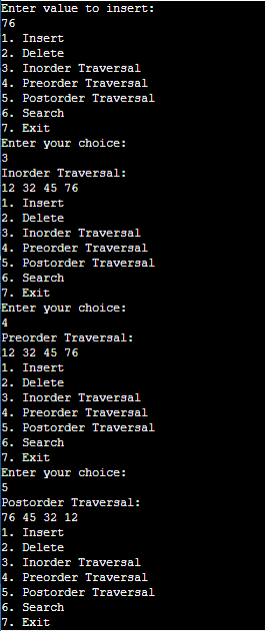 Enter value to insert:
76
1. Insert
2. Delete
3. Inorder Traversal
4. Preorder Traversal
5. Postorder Traversal
6. Search
7. Exit
Enter your choice:
3
Inorder Traversal:
12 32 45 76
1. Insert
2. Delete
3. Inorder Traversal
4. Preorder Traversal
5. Postorder Traversal
6. Search
7. Exit
Enter your choice:
4
Preorder Traversal:
12 32 45 76
1. Insert
2. Delete
3. Inorder Traversal
4. Preorder Traversal
5. Postorder Traversal
6. Search
7. Exit
Enter your choice:
5
Postorder Traversal:
76 45 32 12
1. Insert
2. Delete
3. Inorder Traversal
4. Preorder Traversal
5. Postorder Traversal
6. Search
7. Exit